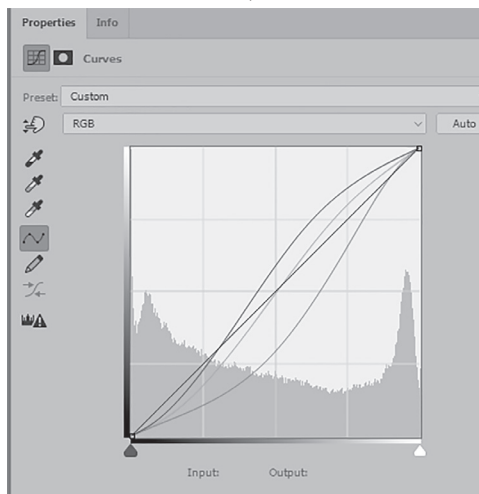 Properties Info
Curves
Preset: Custom
RGB Auto
Input: Output: